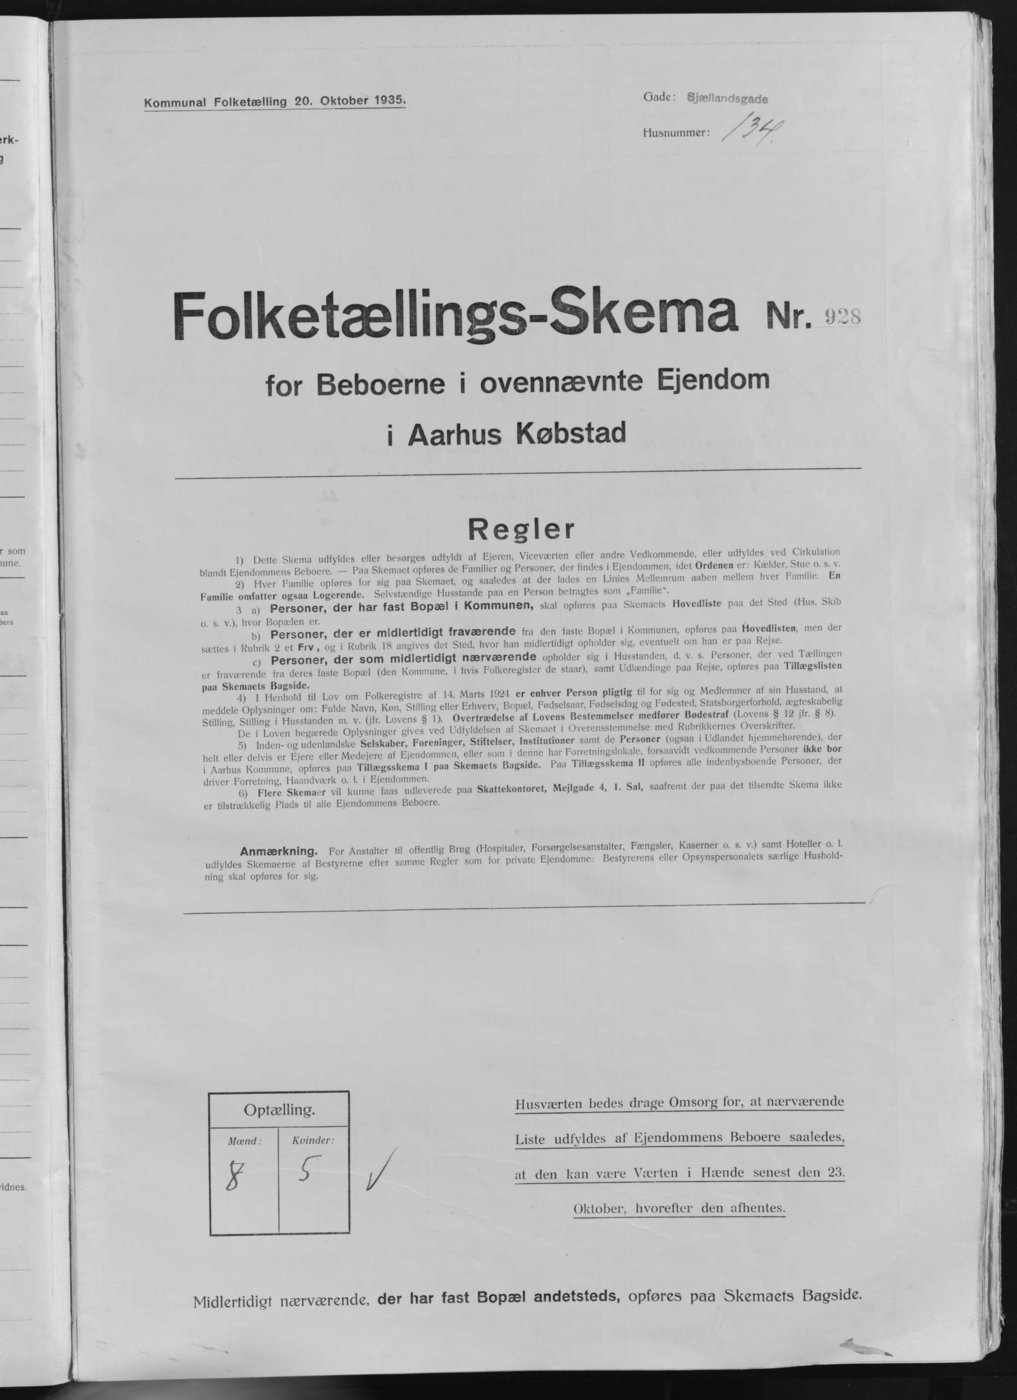 Kommunal Folketælling 20. Oktober 1935.
Gade: Sjællandsgade
Husnummer: 134.
Folketællings-Skema Nr. 928
for Beboerne i ovennævnte Ejendom
i Aarhus Købstad
Regler
1) Dette Skema udfyldes eller besørges udfyldt af Ejeren, Viceværten eller andre Vedkommende, eller udfyldes ved Cirkulation
blandt Ejendommens Beboere. — Paa Skemaet opføres de Familier og Personer, der findes i Ejendommen, idet Ordenen er: Kælder, Stue o. s. v.
2) Hver Familie opføres for sig paa Skemaet, og saaledes at der lades en Linies Mellemrum aaben mellem hver Familie. En
Familie omfatter ogsaa Logerende. Selvstændige Husstande paa en Person betragtes som „Familie“.
3 a) Personer, der har fast Bopæl i Kommunen, skal opføres paa Skemaets Hovedliste paa det Sted (Hus, Skib
o. s. v.), hvor Bopælen er.
b) Personer, der er midlertidigt fraværende fra den faste Bopæl i Kommunen, opføres paa Hovedlisten, men der
sættes i Rubrik 2 et Frv, og i Rubrik 18 angives det Sted, hvor han midlertidigt opholder sig, eventuelt om han er paa Rejse.
c) Personer, der som midlertidigt nærværende opholder sig i Husstanden, d. v. s. Personer, der ved Tællingen
er fraværende fra deres faste Bopæl (den Kommune, i hvis Folkeregister de staar), samt Udlændinge paa Rejse, opføres paa Tillægslisten
paa Skemaets Bagside.
4) I Henhold til Lov om Folkeregistre af 14. Marts 1924 er enhver Person pligtig til for sig og Medlemmer af sin Husstand, at
meddele Oplysninger om: Fulde Navn, Køn, Stilling eller Erhverv, Bopæl, Fødselsaar, Fødselsdag og Fødested, Statsborgerforhold, ægteskabelig
Stilling, Stilling i Husstanden m. v. (jfr. Lovens § 1). Overtrædelse af Lovens Bestemmelser medfører Bødestraf (Lovens § 12 jfr. § 8).
De i Loven begærede Oplysninger gives ved Udfyldelsen af Skemaet i Overensstemmelse med Rubrikkernes Overskrifter.
5) Inden- og udenlandske Selskaber, Foreninger, Stiftelser, Institutioner samt de Personer (ogsaa i Udlandet hjemmehørende), der
helt eller delvis er Ejere eller Medejere af Ejendommen, eller som i denne har Forretningslokale, forsaavidt vedkommende Personer ikke bor
i Aarhus Kommune, opføres paa Tillægsskema I paa Skemaets Bagside. Paa Tillægsskema II opføres alle indenbysboende Personer, der
driver Forretning, Haandværk o. l. i Ejendommen.
6) Flere Skemaer vil kunne faas udleverede paa Skattekontoret, Mejlgade 4, 1. Sal, saafremt der paa det tilsendte Skema ikke
er tilstrækkelig Plads til alle Ejendommens Beboere.
Anmærkning. For Anstalter til offentlig Brug (Hospitaler, Forsørgelsesanstalter, Fængsler, Kaserner o. s. v.) samt Hoteller o. l.
udfyldes Skemaerne af Bestyrerne efter samme Regler som for private Ejendomme. Bestyrerens eller Opsynspersonalets særlige Hushold-
ning skal opføres for sig.
Optælling.
Mænd: Kvinder:
8 5 ✓
Husværten bedes drage Omsorg for, at nærværende
Liste udfyldes af Ejendommens Beboere saaledes,
at den kan være Værten i Hænde senest den 23.
Oktober, hvorefter den afhentes.
Midlertidigt nærværende, der har fast Bopæl andetsteds, opføres paa Skemaets Bagside.